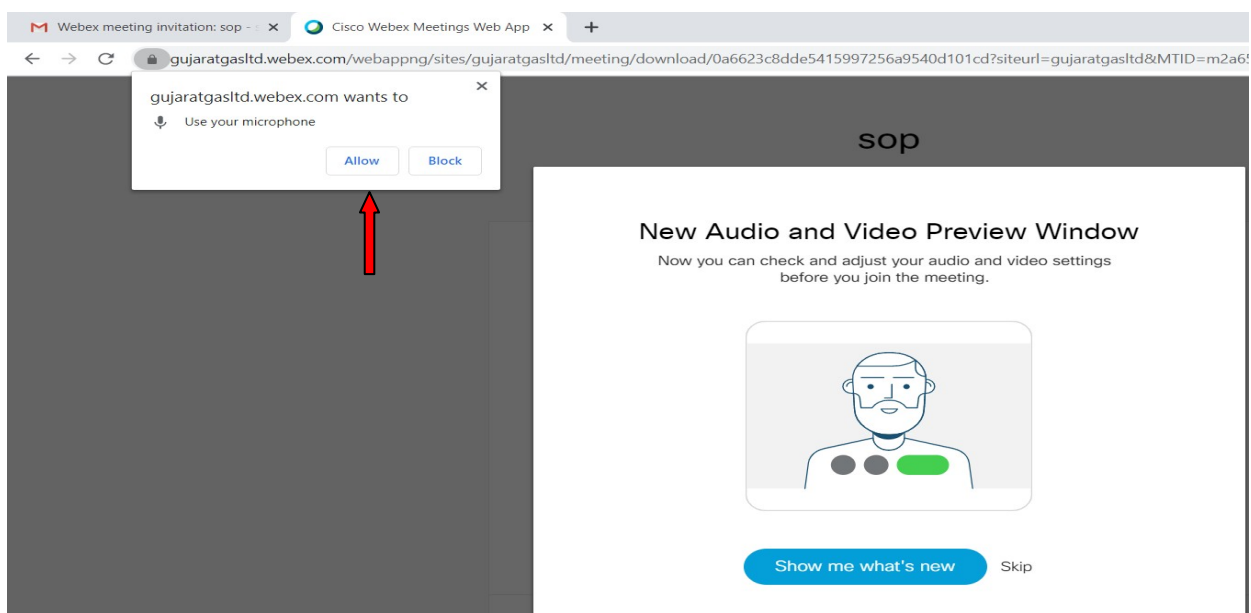 Webex meeting invitation: sop -
Cisco Webex Meetings Web App
gujaratgasltd.webex.com/webappng/sites/gujaratgasltd/meeting/download/0a6623c8dde5415997256a9540d101cd?siteurl=gujaratgasltd&MTID=m2a65
gujaratgasltd.webex.com wants to
Use your microphone
Allow Block
sop
New Audio and Video Preview Window
Now you can check and adjust your audio and video settings
before you join the meeting.
Show me what's new Skip